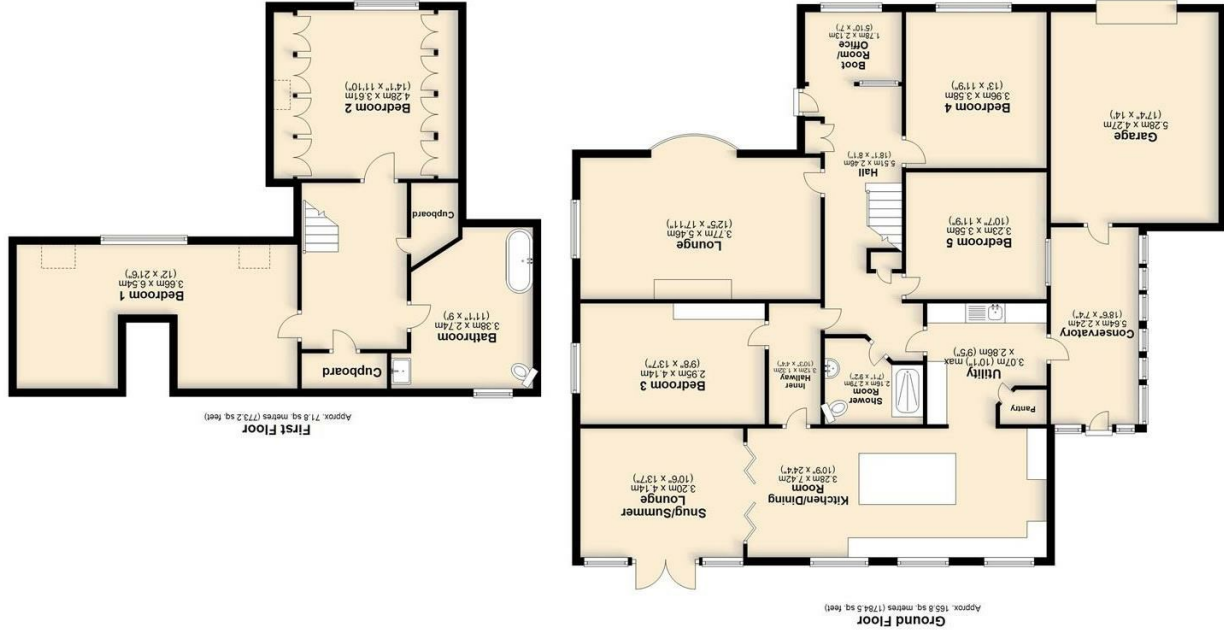 Ground Floor
Approx. 165.8 sq. metres (1784.5 sq. feet)
Kitchen/Dining
Room
3.28m x 7.42m
(10'9" x 24'4")
Snug/Summer
Lounge
3.20m x 4.14m
(10'6" x 13'7")
Pantry
Utility
3.07m (10'1") max
x 2.86m (9'5")
Shower
Room
2.16m x 2.79m
(7'1" x 9'2")
Inner
Hallway
3.12m x 1.32m
(10'3" x 4'4")
Bedroom 3
2.95m x 4.14m
(9'8" x 13'7")
Conservatory
5.64m x 2.24m
(18'6" x 7'4")
Bedroom 5
3.23m x 3.58m
(10'7" x 11'9")
Lounge
3.77m x 5.46m
(12'5" x 17'11")
Hall
5.51m x 2.46m
(18'1" x 8'1")
Garage
5.28m x 4.27m
(17'4" x 14')
Bedroom 4
3.96m x 3.58m
(13' x 11'9")
Boot
Room/
Office
1.78m x 2.13m
(5'10" x 7')
First Floor
Approx. 71.8 sq. metres (773.2 sq. feet)
Cupboard
Bathroom
3.38m x 2.74m
(11'1" x 9')
Bedroom 1
3.66m x 6.54m
(12' x 21'6")
Cupboard
Bedroom 2
4.28m x 3.61m
(14'1" x 11'10")